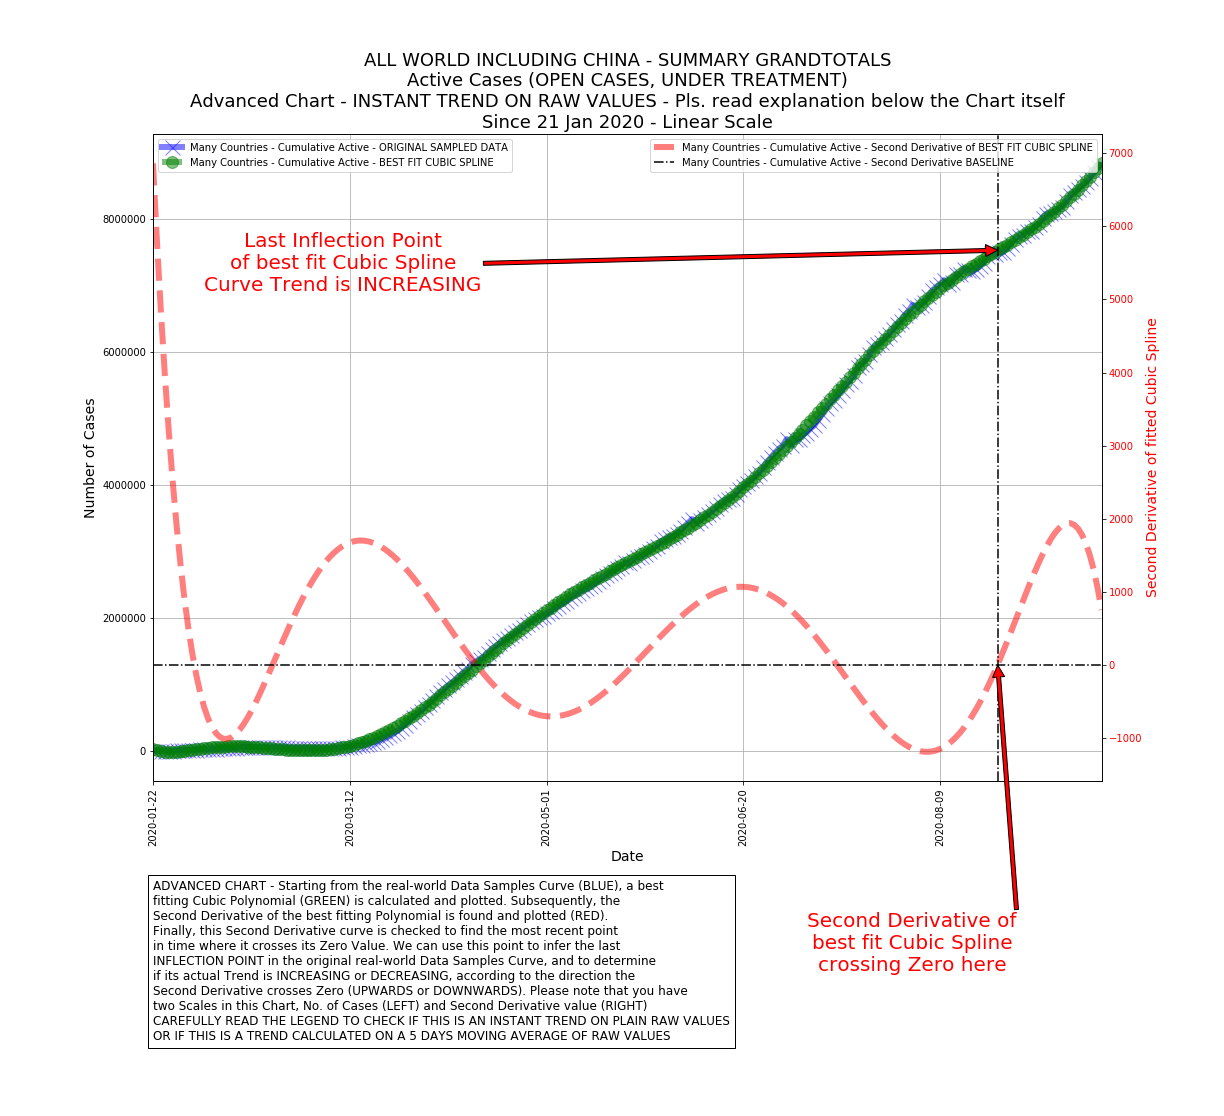 ALL WORLD INCLUDING CHINA - SUMMARY GRANDTOTALS
Active Cases (OPEN CASES, UNDER TREATMENT)
Advanced Chart - INSTANT TREND ON RAW VALUES - Pls. read explanation below the Chart itself
Since 21 Jan 2020 - Linear Scale
Many Countries - Cumulative Active - ORIGINAL SAMPLED DATA
Many Countries - Cumulative Active - BEST FIT CUBIC SPLINE
Many Countries - Cumulative Active - Second Derivative of BEST FIT CUBIC SPLINE
Many Countries - Cumulative Active - Second Derivative BASELINE
Last Inflection Point
of best fit Cubic Spline
Curve Trend is INCREASING
Number of Cases
8000000
6000000
4000000
2000000
0
7000
6000
5000
4000
3000
2000
1000
0
−1000
Second Derivative of fitted Cubic Spline
2020-01-22
2020-03-12
2020-05-01
2020-06-20
2020-08-09
Date
ADVANCED CHART - Starting from the real-world Data Samples Curve (BLUE), a best
fitting Cubic Polynomial (GREEN) is calculated and plotted. Subsequently, the
Second Derivative of the best fitting Polynomial is found and plotted (RED).
Finally, this Second Derivative curve is checked to find the most recent point
in time where it crosses its Zero Value. We can use this point to infer the last
INFLECTION POINT in the original real-world Data Samples Curve, and to determine
if its actual Trend is INCREASING or DECREASING, according to the direction the
Second Derivative crosses Zero (UPWARDS or DOWNWARDS). Please note that you have
two Scales in this Chart, No. of Cases (LEFT) and Second Derivative value (RIGHT)
CAREFULLY READ THE LEGEND TO CHECK IF THIS IS AN INSTANT TREND ON PLAIN RAW VALUES
OR IF THIS IS A TREND CALCULATED ON A 5 DAYS MOVING AVERAGE OF RAW VALUES
Second Derivative of
best fit Cubic Spline
crossing Zero here